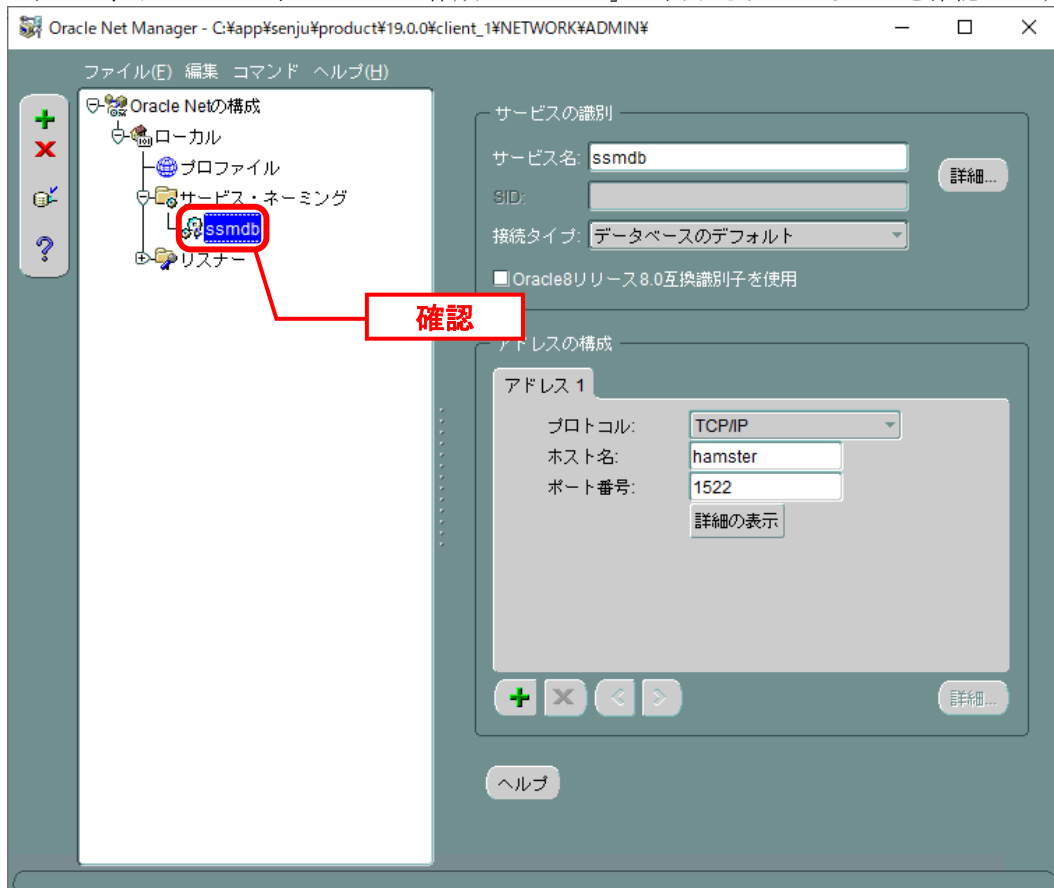 Oracle Net Manager - C:¥app¥senju¥product¥19.0.0¥client_1¥NETWORK¥ADMIN¥
ファイル(F) 編集 コマンド ヘルプ(H)
Oracle Netの構成
ローカル
プロファイル
サービス・ネーミング
ssmdb
リスナー
確認
サービスの識別
サービス名: ssmdb
詳細...
SID:
接続タイプ: データベースのデフォルト
Oracle8リリース8.0互換識別子を使用
アドレスの構成
アドレス 1
プロトコル: TCP/IP
ホスト名: hamster
ポート番号: 1522
詳細の表示
詳細...
ヘルプ